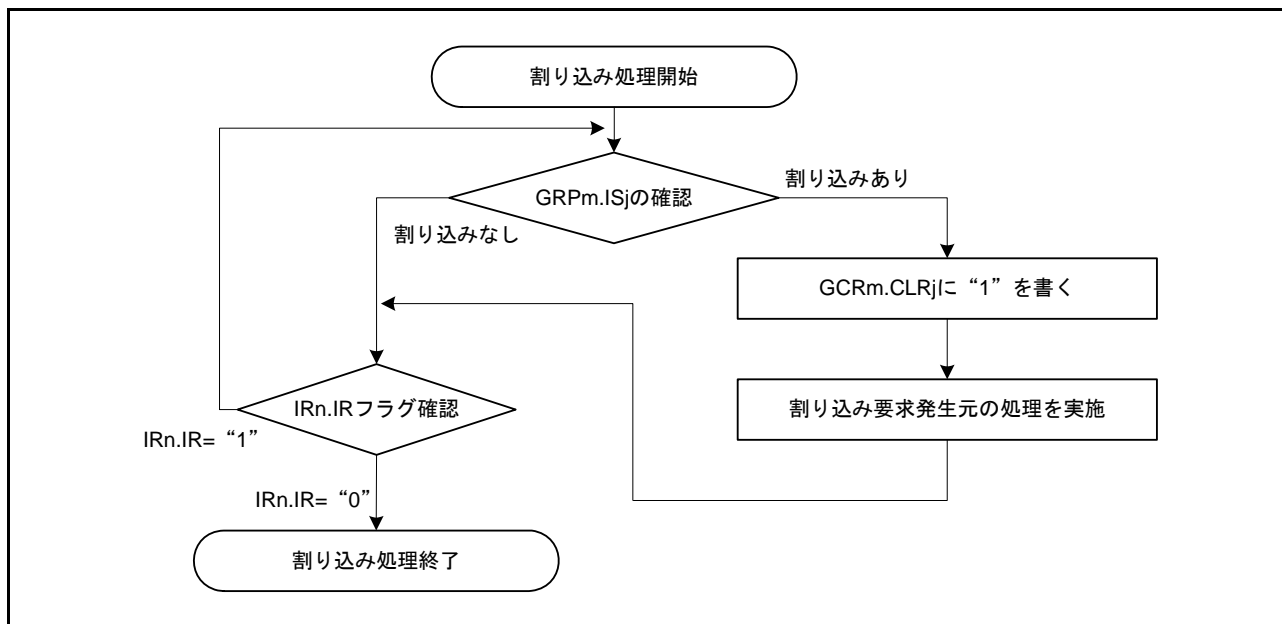 割り込み処理開始
GRPm.ISjの確認
割り込みあり
割り込みなし
GCRm.CLRjに“1”を書く
IRn.IRフラグ確認
割り込み要求発生元の処理を実施
IRn.IR= “1”
IRn.IR= “0”
割り込み処理終了